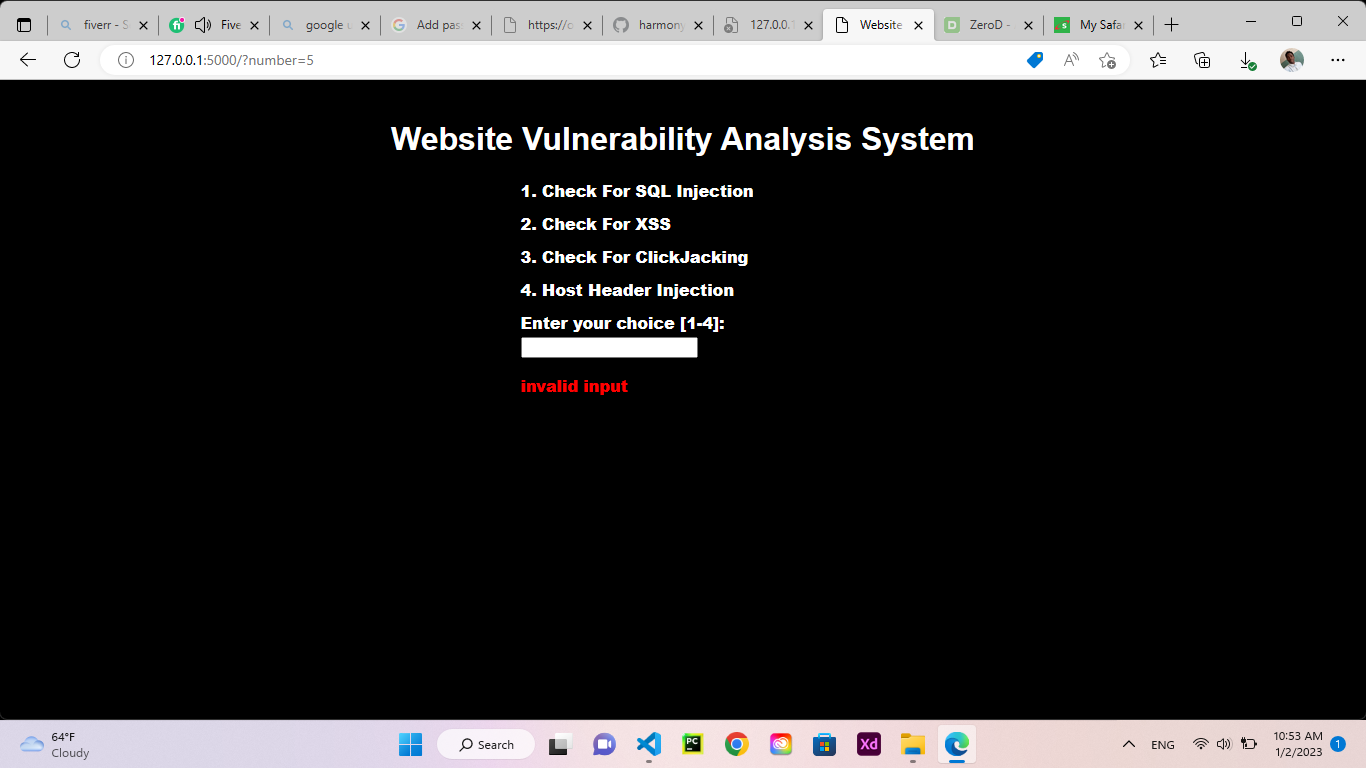 fiverr - S
Five
google u
Add pas
https://o
harmony
127.0.0.1
Website
ZeroD -
My Safar
127.0.0.1:5000/?number=5
Website Vulnerability Analysis System
1. Check For SQL Injection
2. Check For XSS
3. Check For ClickJacking
4. Host Header Injection
Enter your choice [1-4]:
invalid input
64°F
Cloudy
Search
PC
Xd
ENG
10:53 AM
1/2/2023
1